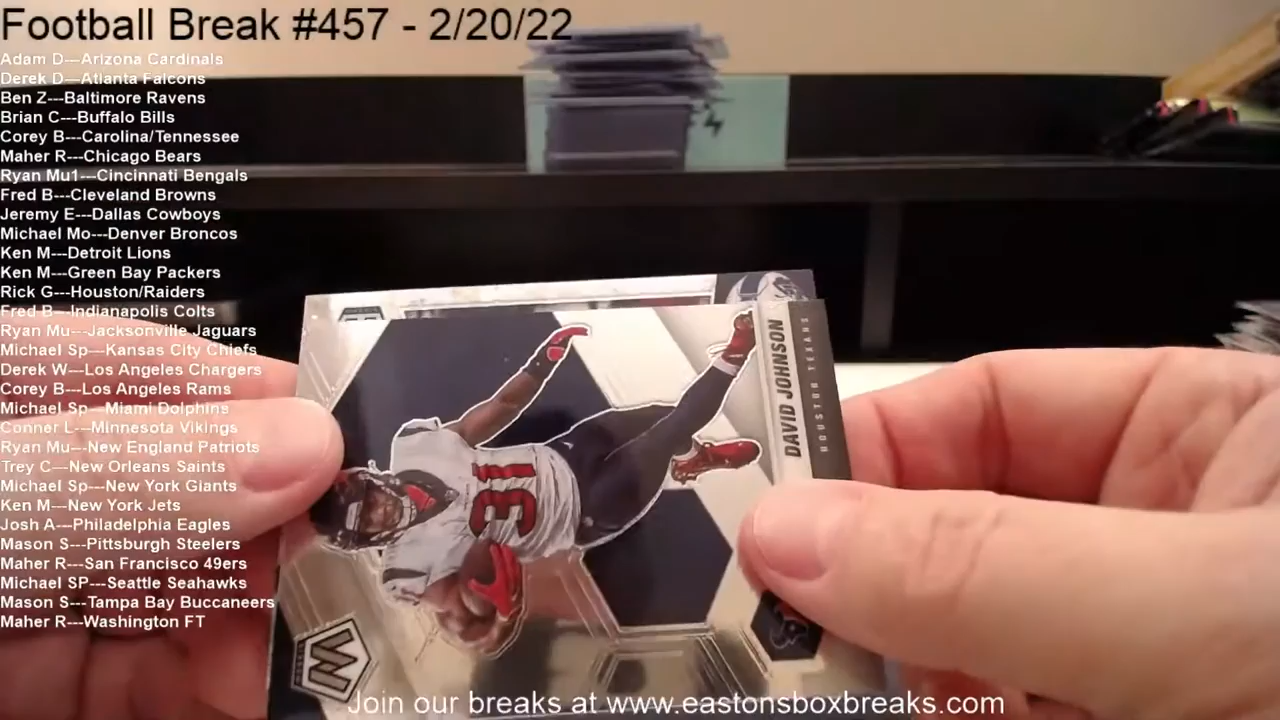 Football Break #457 - 2/20/22
Adam D---Arizona Cardinals
Derek D---Atlanta Falcons
Ben Z---Baltimore Ravens
Brian C---Buffalo Bills
Corey B---Carolina/Tennessee
Maher R---Chicago Bears
Ryan Mu1---Cincinnati Bengals
Fred B---Cleveland Browns
Jeremy E---Dallas Cowboys
Michael Mo---Denver Broncos
Ken M---Detroit Lions
Ken M---Green Bay Packers
Rick G---Houston/Raiders
Fred B---Indianapolis Colts
Ryan Mu---Jacksonville Jaguars
Michael Sp---Kansas City Chiefs
Derek W---Los Angeles Chargers
Corey B---Los Angeles Rams
Michael Sp---Miami Dolphins
Conner L---Minnesota Vikings
Ryan Mu---New England Patriots
Trey C---New Orleans Saints
Michael Sp---New York Giants
Ken M---New York Jets
Josh A---Philadelphia Eagles
Mason S---Pittsburgh Steelers
Maher R---San Francisco 49ers
Michael SP---Seattle Seahawks
Mason S---Tampa Bay Buccaneers
Maher R---Washington FT
DAVID JOHNSON
HOUSTON TEXANS
31
Join our breaks at www.eastonsboxbreaks.com